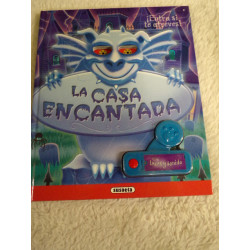 ¡Entra si
te atreves!
LA CASA
ENCANTADA
susaeta